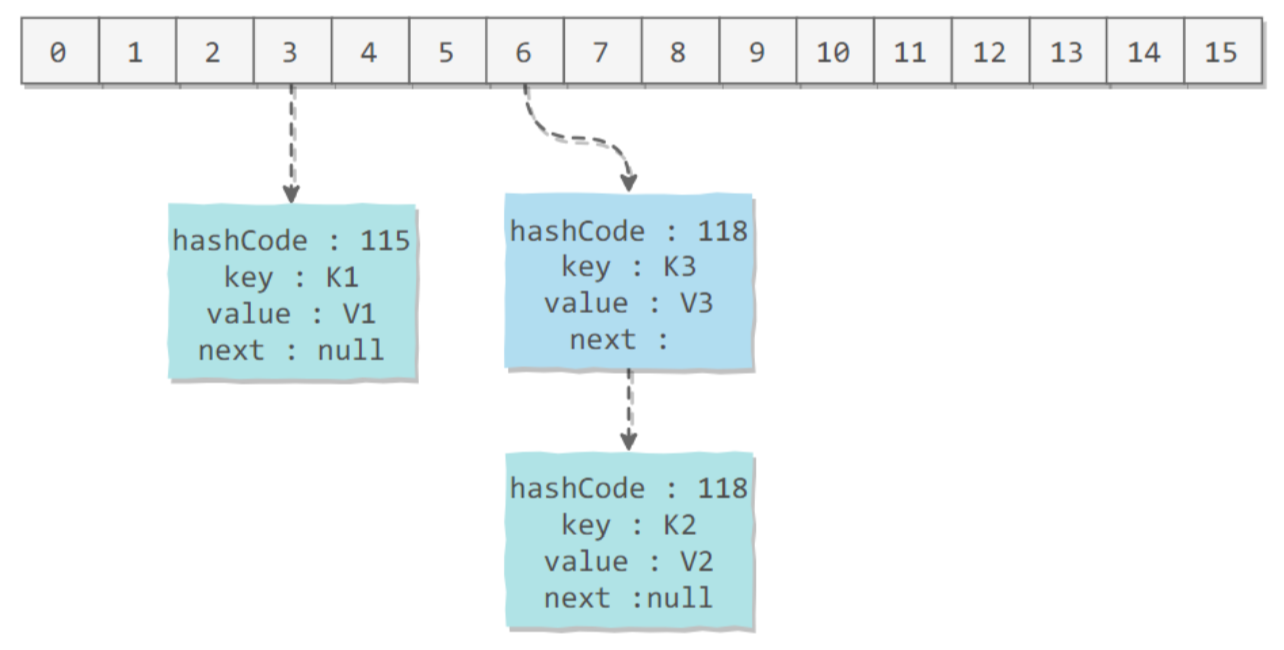 0 1 2 3 4 5 6 7 8 9 10 11 12 13 14 15
hashCode : 115
key : K1
value : V1
next : null
hashCode : 118
key : K3
value : V3
next :
hashCode : 118
key : K2
value : V2
next :null